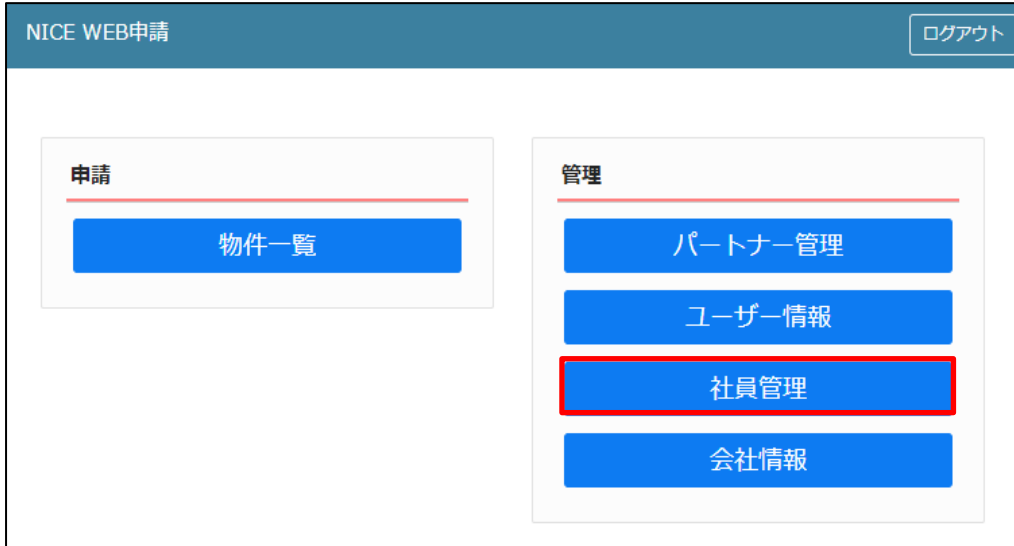 NICE WEB申請
ログアウト
申請
物件一覧
管理
パートナー管理
ユーザー情報
社員管理
会社情報